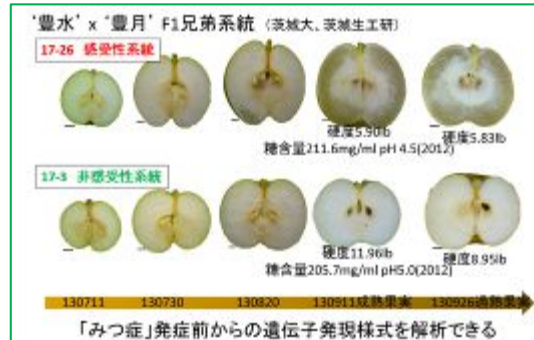 ‘豊水’ x ‘豊月’ F1兄弟系統 （茨城大、茨城生工研）
17-26 感受性系統
硬度5.90lb
硬度5.83lb
糖含量211.6mg/ml pH 4.5(2012)
17-3 非感受性系統
硬度11.96lb
硬度8.95lb
糖含量205.7mg/ml pH5.0(2012)
130711 130730 130820 130911成熟果実 130926過熟果実
「みつ症」発症前からの遺伝子発現様式を解析できる